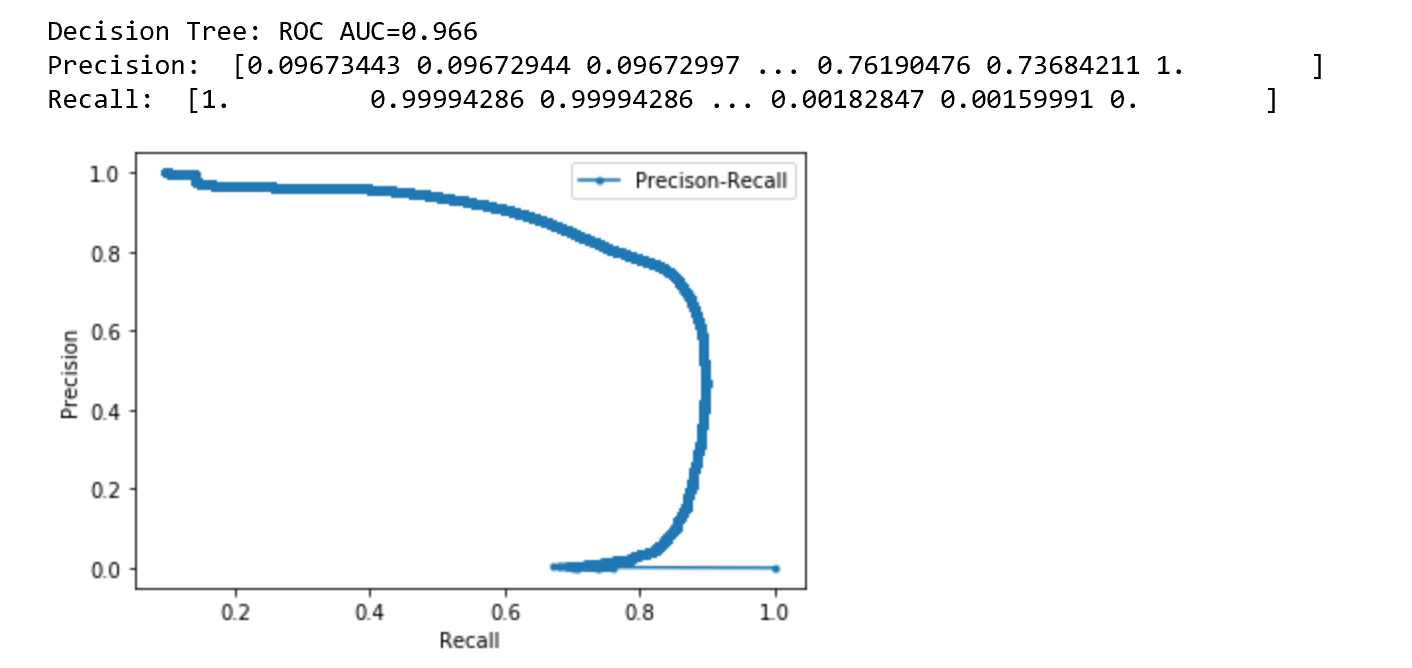 Decision Tree: ROC AUC=0.966
Precision:  [0.09673443 0.09672944 0.09672997 ... 0.76190476 0.73684211 1.        ]
Recall:  [1.         0.99994286 0.99994286 ... 0.00182847 0.00159991 0.        ]
Precison-Recall
1.0
0.8
0.6
0.4
0.2
0.0
Precision
0.2 0.4 0.6 0.8 1.0
Recall